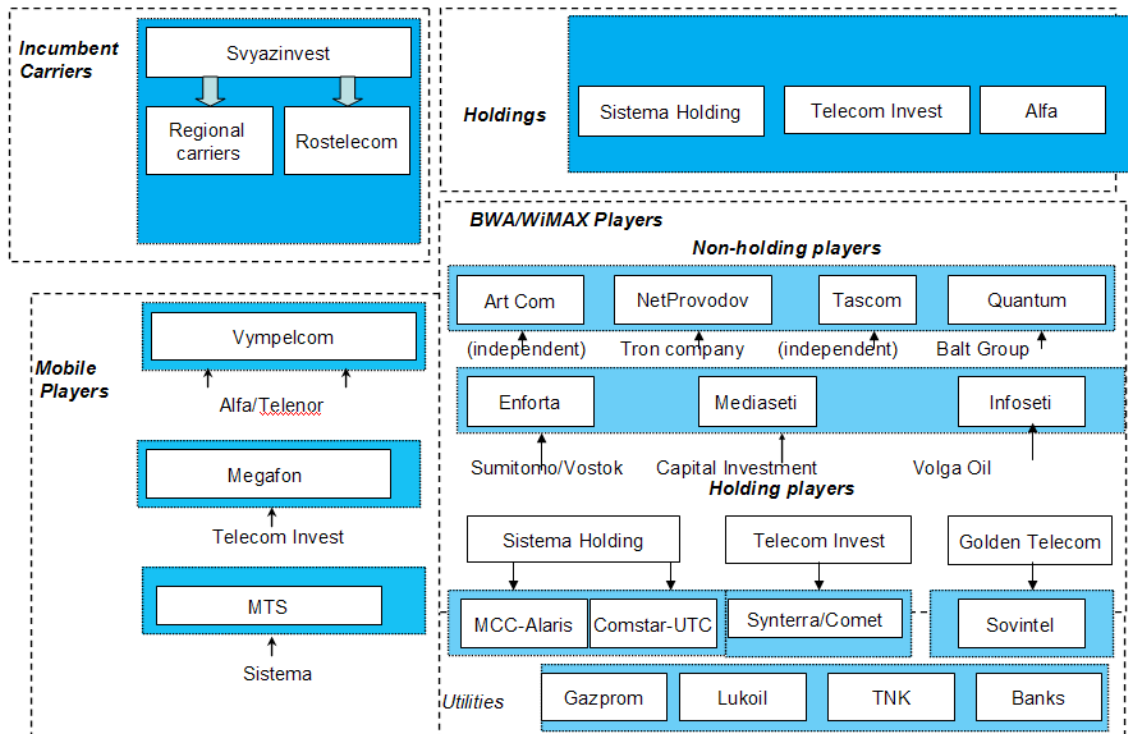 Incumbent
Carriers
Svyazinvest
Regional
carriers
Rostelecom
Holdings
Sistema Holding
Telecom Invest
Alfa
Mobile
Players
Vympelcom
Alfa/Telenor
Megafon
Telecom Invest
MTS
Sistema
BWA/WiMAX Players
Non-holding players
Art Com
NetProvodov
Tascom
Quantum
(independent)
Tron company
(independent)
Balt Group
Enforta
Mediaseti
Infoseti
Sumitomo/Vostok
Capital Investment
Volga Oil
Holding players
Sistema Holding
Telecom Invest
Golden Telecom
MCC-Alaris
Comstar-UTC
Synterra/Comet
Sovintel
Utilities
Gazprom
Lukoil
TNK
Banks